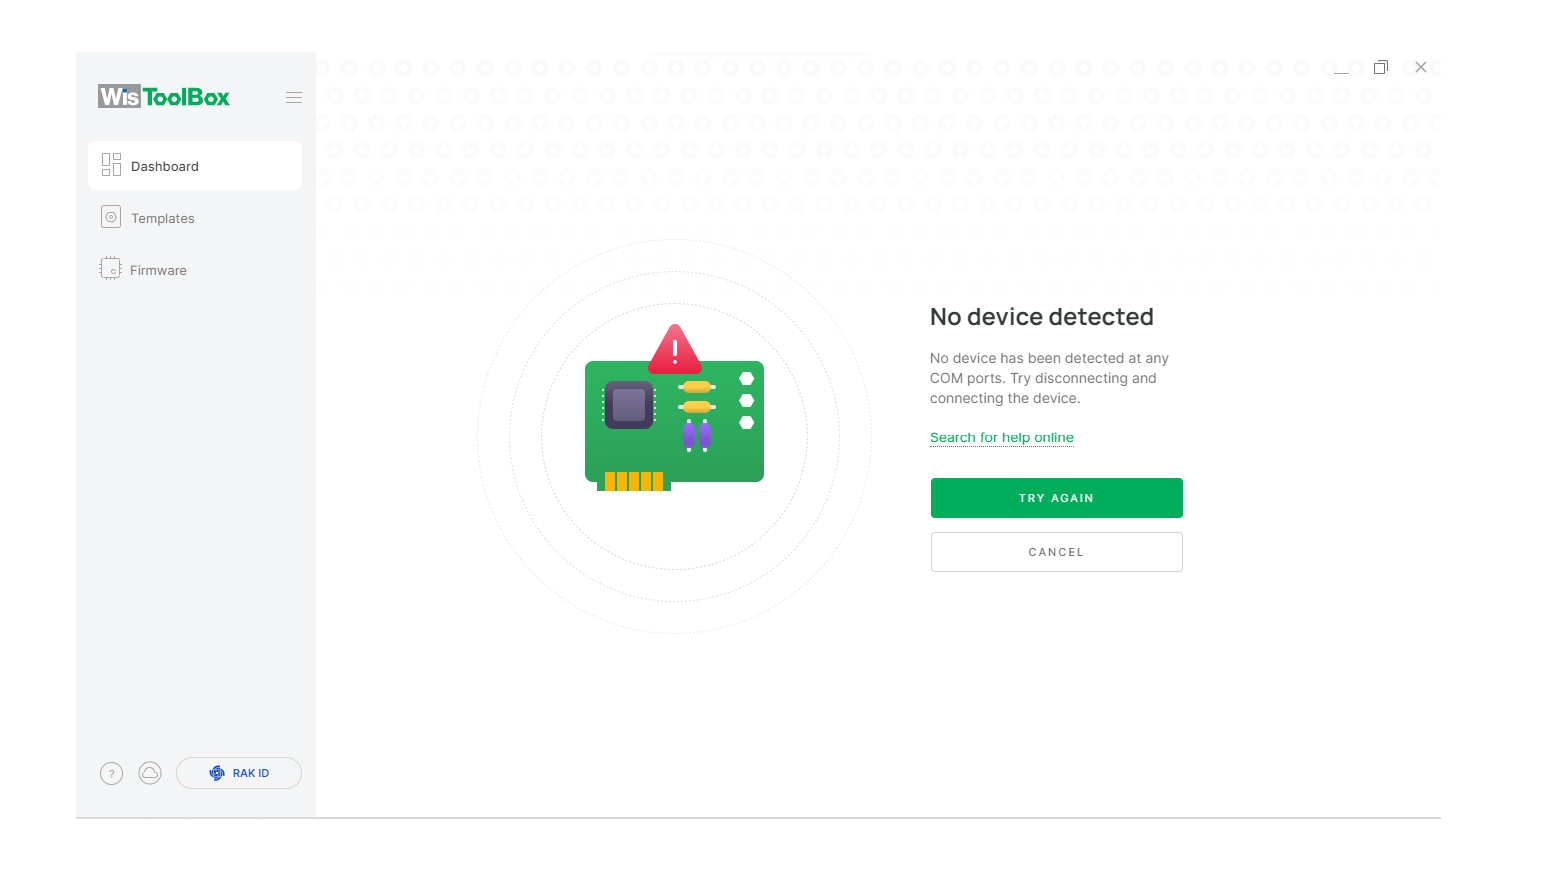 WisToolBox
Dashboard
Templates
Firmware
No device detected
No device has been detected at any
COM ports. Try disconnecting and
connecting the device.
Search for help online
TRY AGAIN
CANCEL
? RAK ID